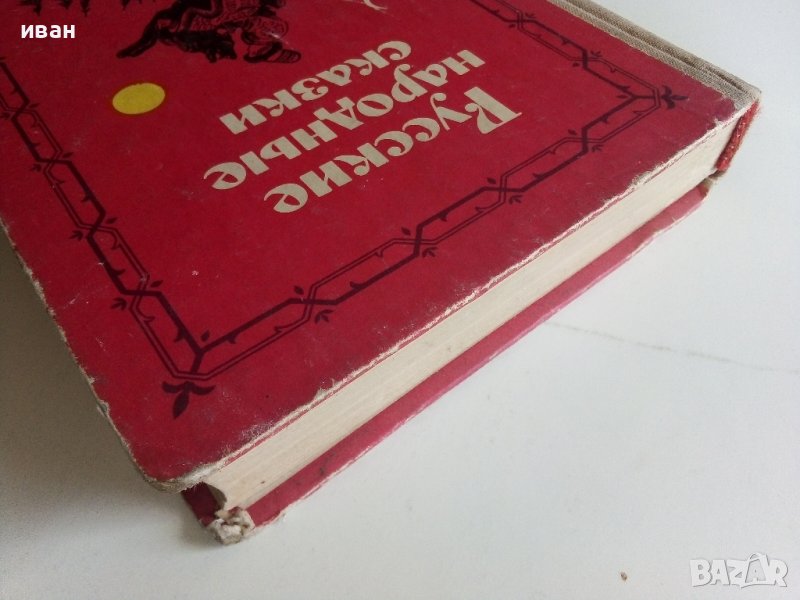 иван
Русские
народные
сказки
BAZAR